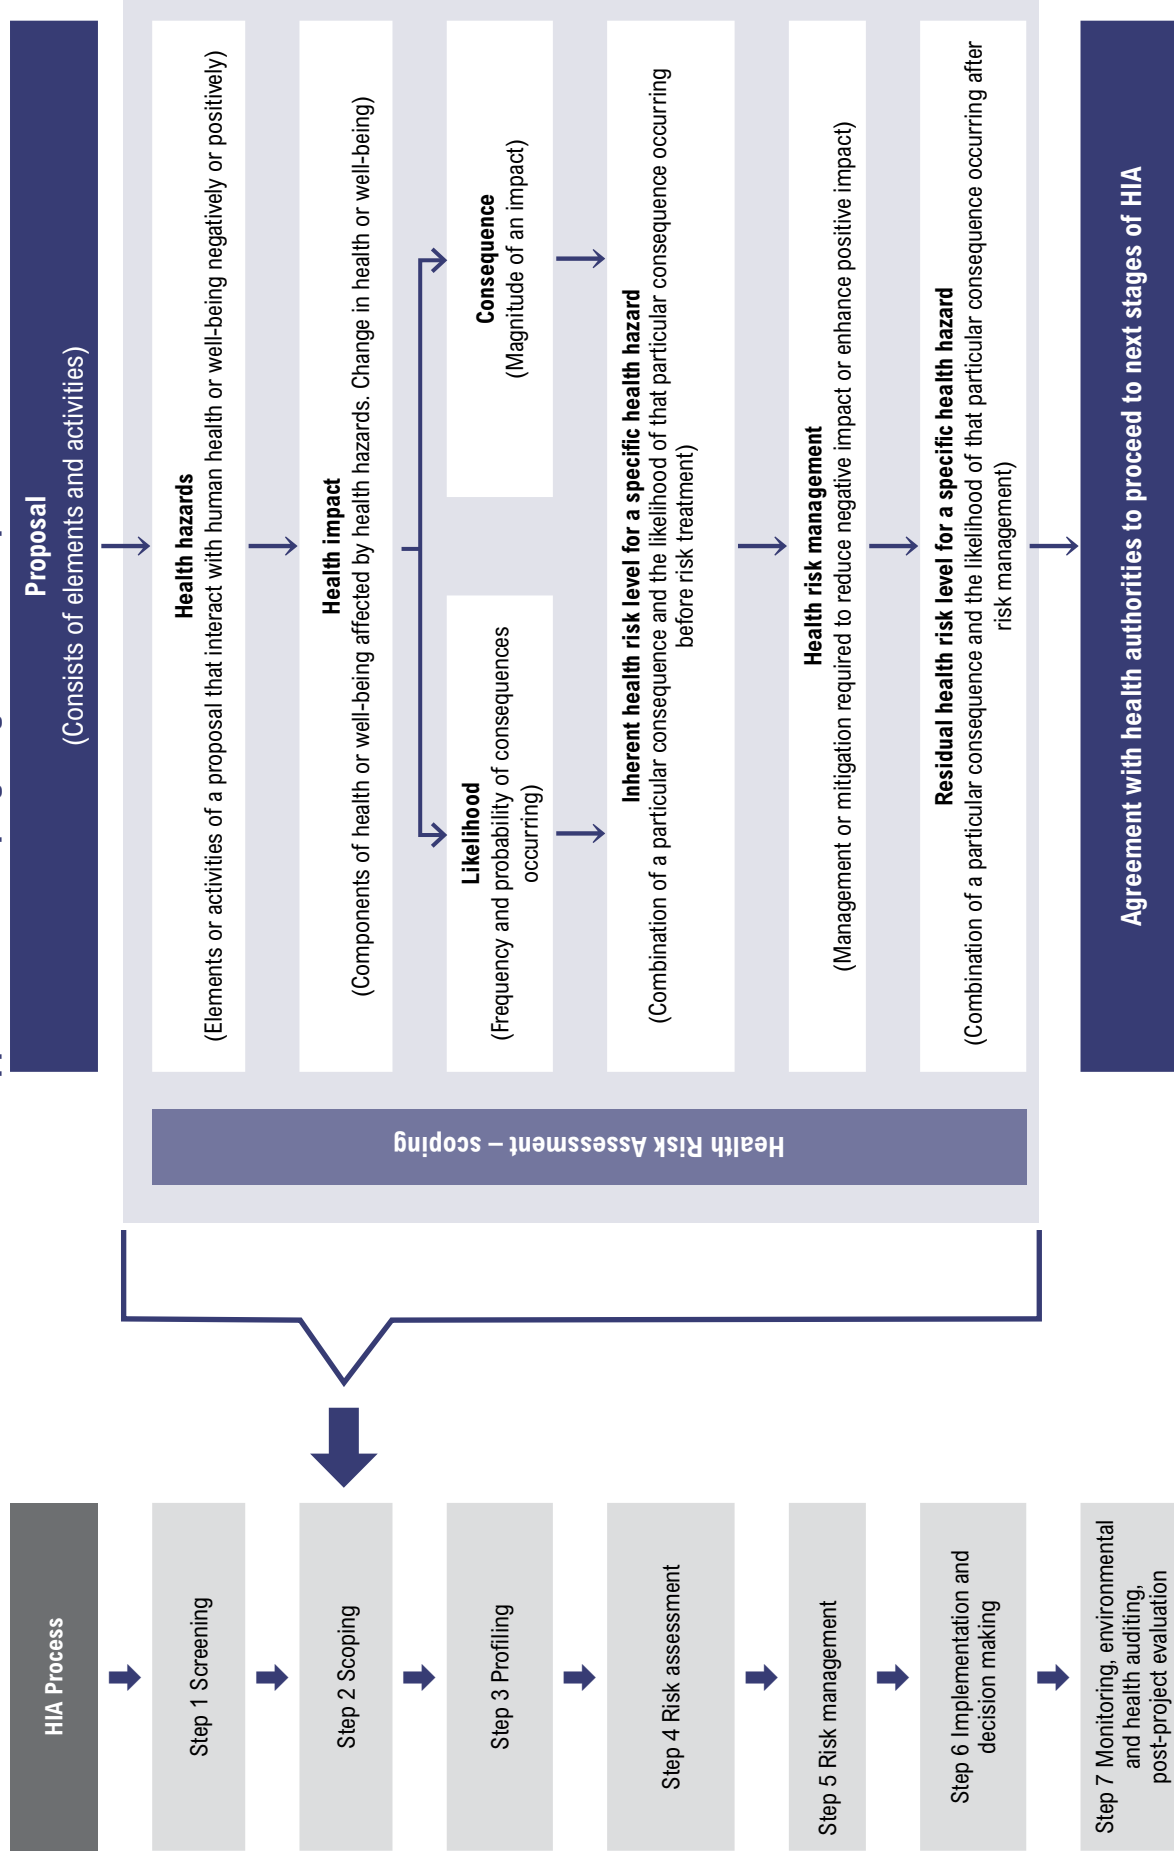 HIA Process
Step 1 Screening
Step 2 Scoping
Step 3 Profiling
Step 4 Risk assessment
Step 5 Risk management
Step 6 Implementation and
decision making
Step 7 Monitoring, environmental
and health auditing,
post-project evaluation
Health Risk Assessment – scoping
Proposal
(Consists of elements and activities)
Health hazards
(Elements or activities of a proposal that interact with human health or well-being negatively or positively)
Health impact
(Components of health or well-being affected by health hazards. Change in health or well-being)
Likelihood
(Frequency and probability of consequences
occurring)
Consequence
(Magnitude of an impact)
Inherent health risk level for a specific health hazard
(Combination of a particular consequence and the likelihood of that particular consequence occurring
before risk treatment)
Health risk management
(Management or mitigation required to reduce negative impact or enhance positive impact)
Residual health risk level for a specific health hazard
(Combination of a particular consequence and the likelihood of that particular consequence occurring after
risk management)
Agreement with health authorities to proceed to next stages of HIA